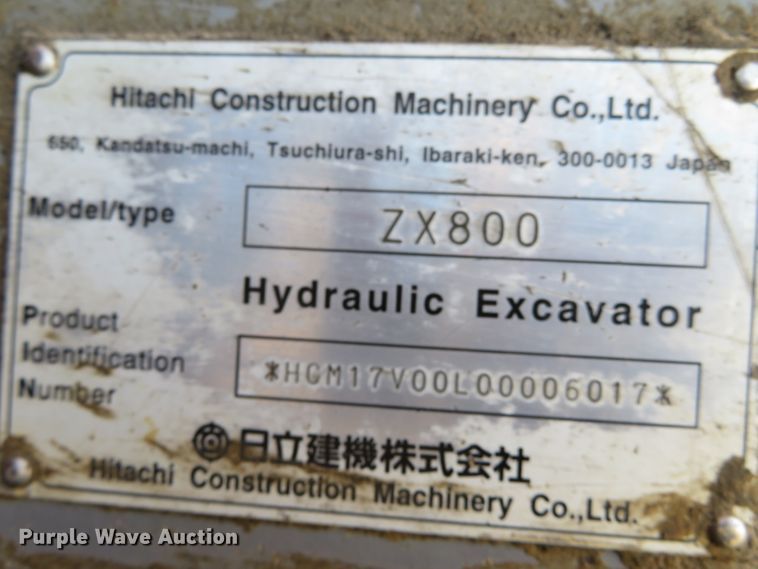 Hitachi Construction Machinery Co.,Ltd.
650, Kandatsu-machi, Tsuchiura-shi, Ibaraki-ken, 300-0013 Japan
Model/type
ZX800
Hydraulic Excavator
Product
Identification
Number
*HCM17V00L00006017*
日立建機株式会社
Hitachi Construction Machinery Co.,Ltd.
Purple Wave Auction